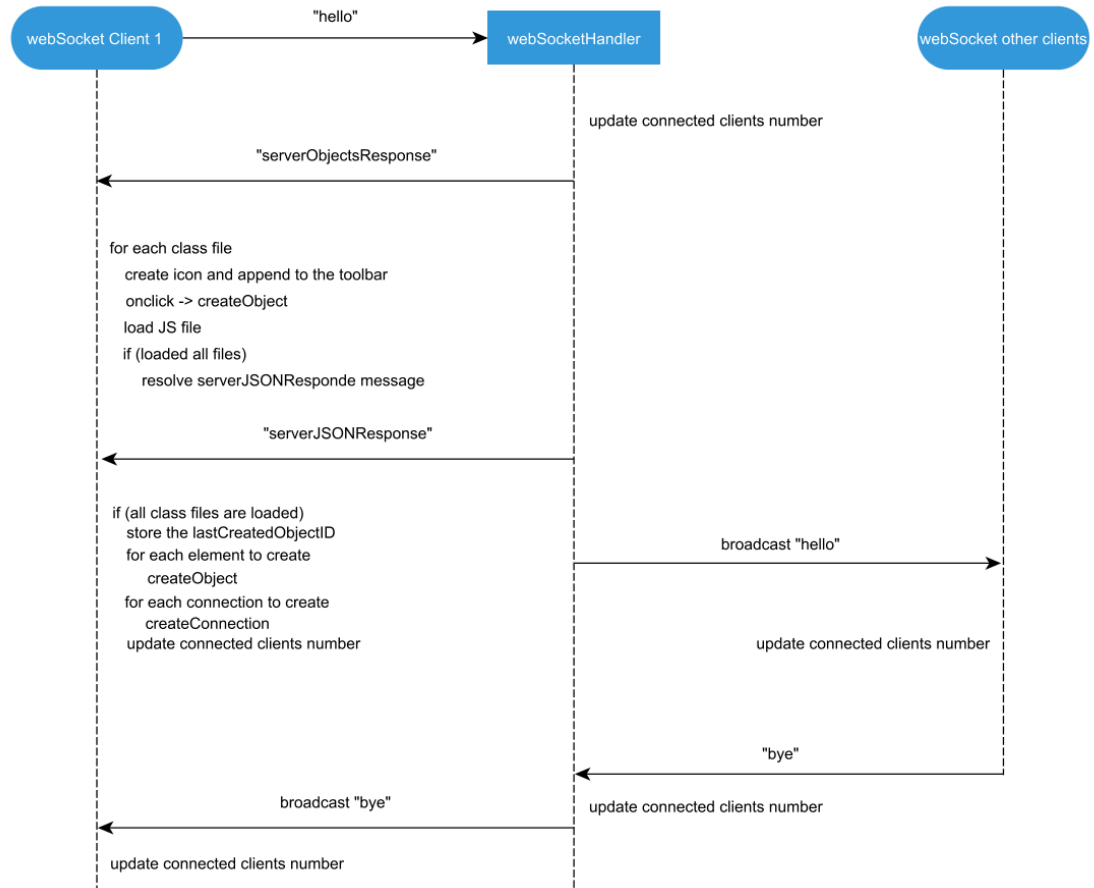 "hello"
webSocket Client 1
webSocketHandler
webSocket other clients
update connected clients number
"serverObjectsResponse"
for each class file
create icon and append to the toolbar
onclick -> createObject
load JS file
if (loaded all files)
resolve serverJSONResponde message
"serverJSONResponse"
if (all class files are loaded)
store the lastCreatedObjectID
for each element to create
createObject
for each connection to create
createConnection
update connected clients number
broadcast "hello"
update connected clients number
"bye"
update connected clients number
broadcast "bye"
update connected clients number